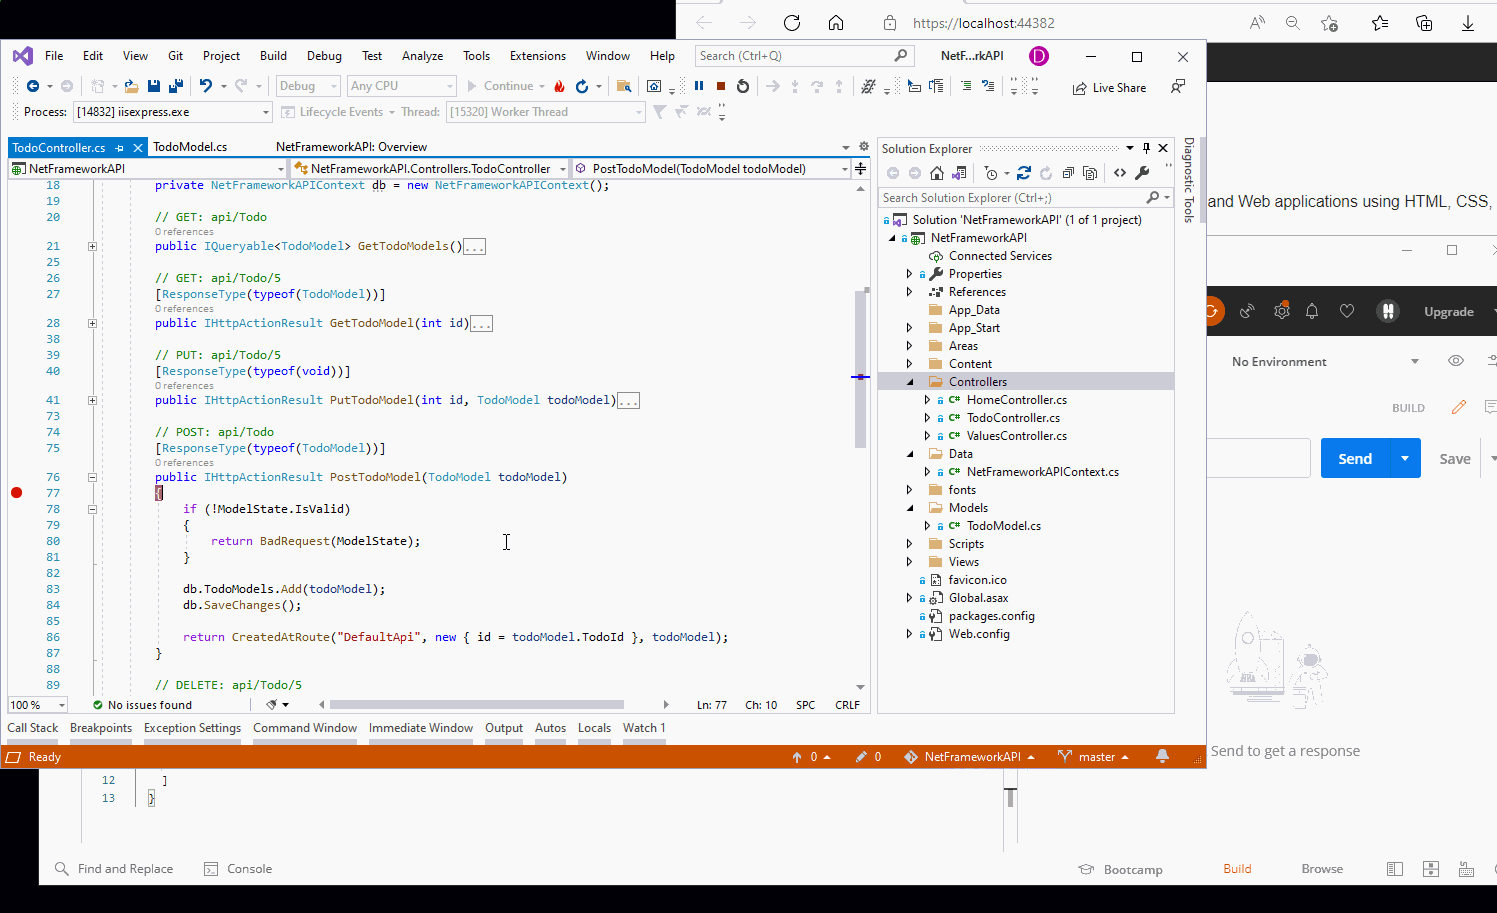 https://localhost:44382
File Edit View Git Project Build Debug Test Analyze Tools Extensions Window Help Search (Ctrl+Q) NetF...rkAPI D
Debug Any CPU Continue Live Share
Process: [14832] iisexpress.exe Lifecycle Events Thread: [15320] Worker Thread
TodoController.cs TodoModel.cs NetFrameworkAPI: Overview
NetFrameworkAPI NetFrameworkAPI.Controllers.TodoController PostTodoModel(TodoModel todoModel)
18 private NetFrameworkAPIContext db = new NetFrameworkAPIContext();
19
20 // GET: api/Todo
0 references
21 public IQueryable<TodoModel> GetTodoModels()...
25
26 // GET: api/Todo/5
27 [ResponseType(typeof(TodoModel))]
0 references
28 public IHttpActionResult GetTodoModel(int id)...
38
39 // PUT: api/Todo/5
40 [ResponseType(typeof(void))]
0 references
41 public IHttpActionResult PutTodoModel(int id, TodoModel todoModel)...
73
74 // POST: api/Todo
75 [ResponseType(typeof(TodoModel))]
0 references
76 public IHttpActionResult PostTodoModel(TodoModel todoModel)
77 {
78 if (!ModelState.IsValid)
79 {
80 return BadRequest(ModelState);
81 }
82
83 db.TodoModels.Add(todoModel);
84 db.SaveChanges();
85
86 return CreatedAtRoute("DefaultApi", new { id = todoModel.TodoId }, todoModel);
87 }
88
89 // DELETE: api/Todo/5
100 % No issues found Ln: 77 Ch: 10 SPC CRLF
Call Stack Breakpoints Exception Settings Command Window Immediate Window Output Autos Locals Watch 1
Ready 0 0 NetFrameworkAPI master
Solution Explorer
Search Solution Explorer (Ctrl+;)
Solution 'NetFrameworkAPI' (1 of 1 project)
NetFrameworkAPI
Connected Services
Properties
References
App_Data
App_Start
Areas
Content
Controllers
C# HomeController.cs
C# TodoController.cs
C# ValuesController.cs
Data
C# NetFrameworkAPIContext.cs
fonts
Models
C# TodoModel.cs
Scripts
Views
favicon.ico
Global.asax
packages.config
Web.config
Diagnostic Tools
and Web applications using HTML, CSS,
Upgrade
No Environment
BUILD
Send Save
Send to get a response
12 ]
13 }
Find and Replace Console Bootcamp Build Browse